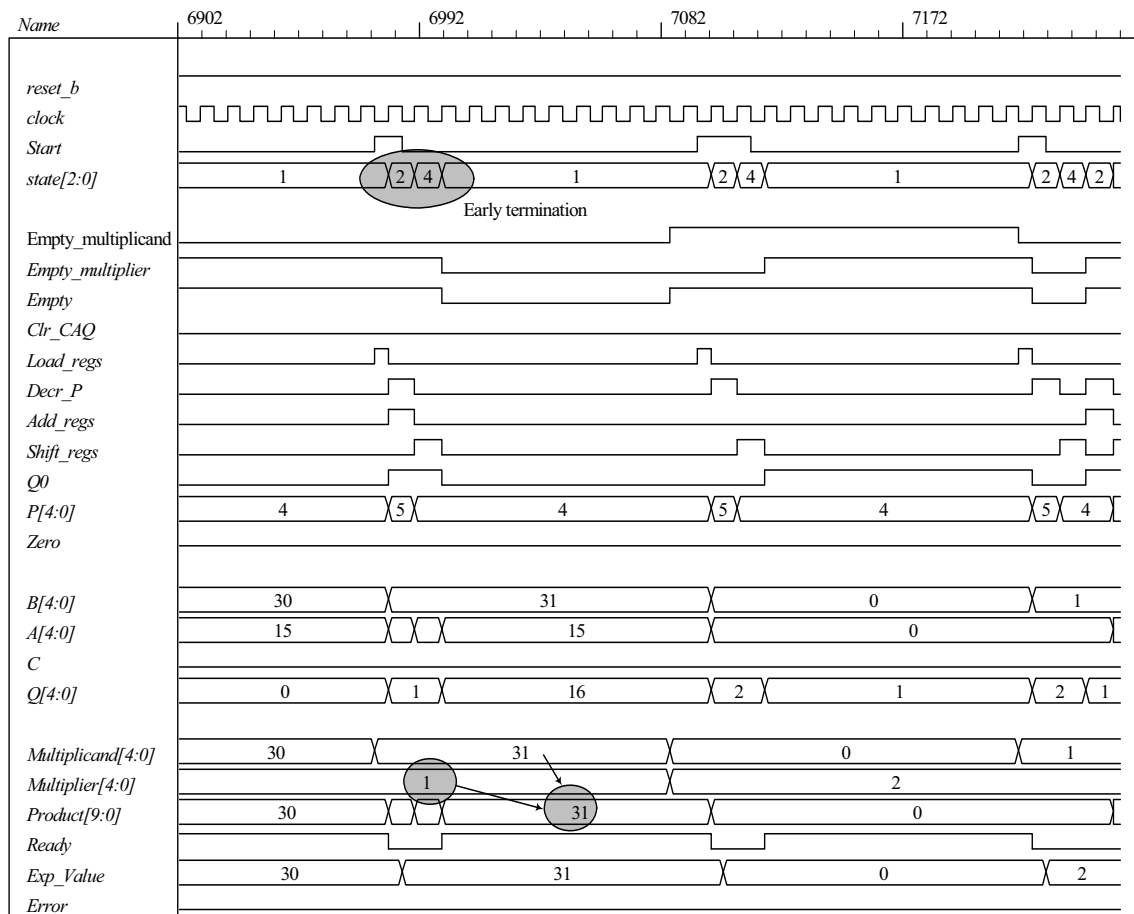 Name 6902 6992 7082 7172
reset_b
clock
Start
state[2:0] 1 2 4 1 2 4 1 2 4 2
Early termination
Empty_multiplicand
Empty_multiplier
Empty
Clr_CAQ
Load_regs
Decr_P
Add_regs
Shift_regs
Q0
P[4:0] 4 5 4 5 4 5 4
Zero
B[4:0] 30 31 0 1
A[4:0] 15 15 0
C
Q[4:0] 0 1 16 2 1 2 1
Multiplicand[4:0] 30 31 0 1
Multiplier[4:0] 1 2
Product[9:0] 30 31 0
Ready
Exp_Value 30 31 0 2
Error